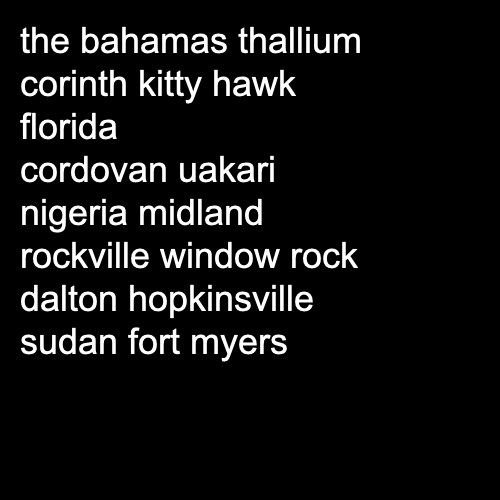 the bahamas thallium
corinth kitty hawk
florida
cordovan uakari
nigeria midland
rockville window rock
dalton hopkinsville
sudan fort myers